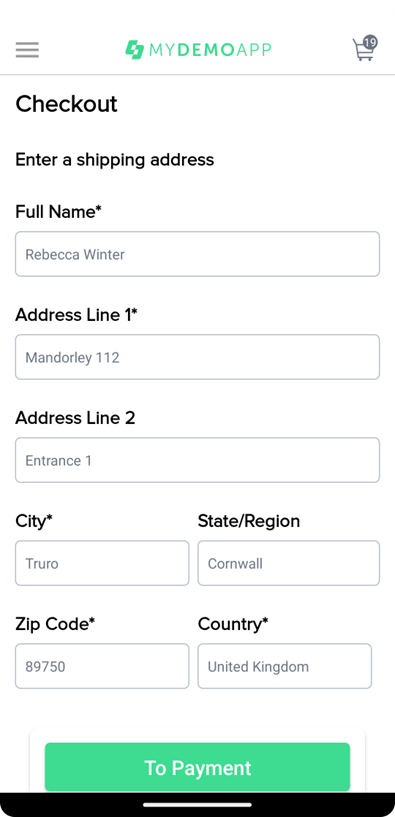 MYDEMOAPP
19
Checkout
Enter a shipping address
Full Name*
Rebecca Winter
Address Line 1*
Mandorley 112
Address Line 2
Entrance 1
City*
State/Region
Truro
Cornwall
Zip Code*
Country*
89750
United Kingdom
To Payment